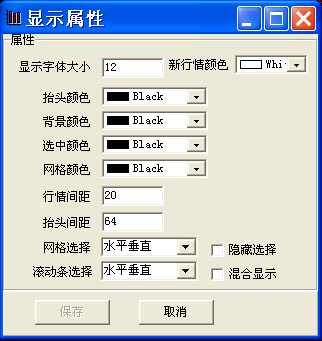 显示属性
属性
显示字体大小 12 新行情颜色 Whi
抬头颜色 Black
背景颜色 Black
选中颜色 Black
网格颜色 Black
行情间距 20
抬头间距 64
网格选择 水平垂直 隐藏选择
滚动条选择 水平垂直 混合显示
保存 取消